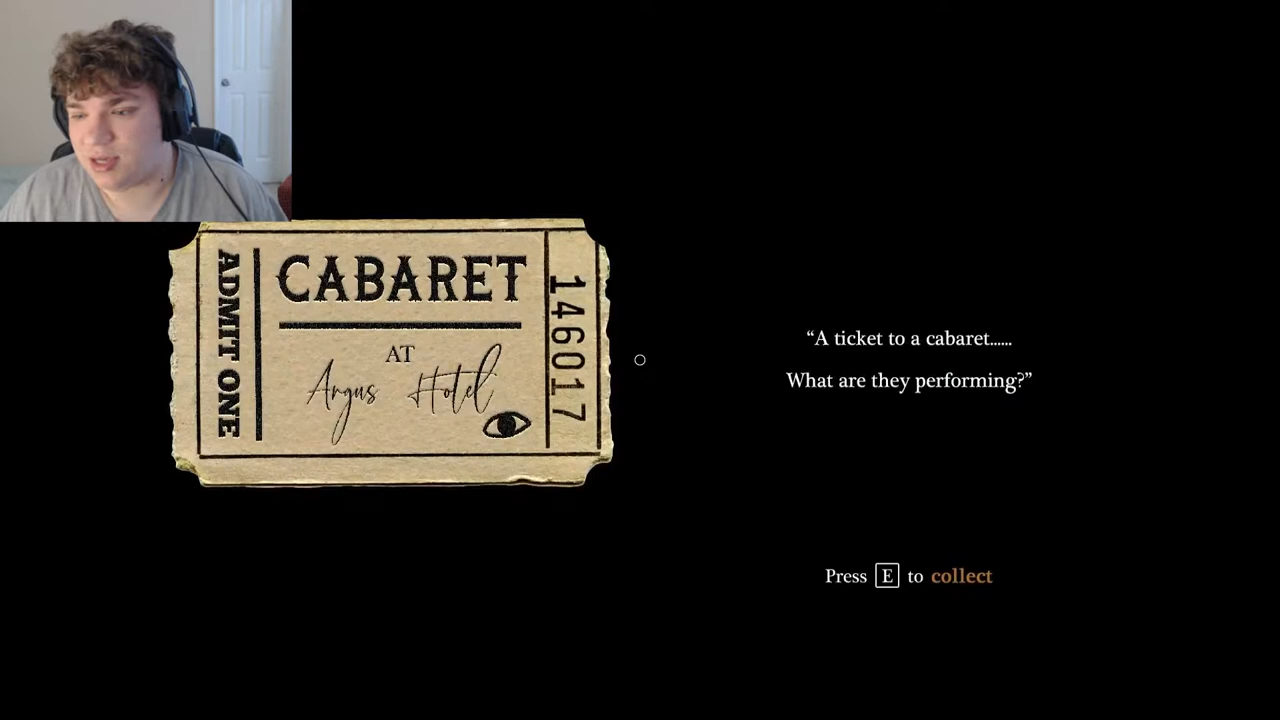 ADMIT ONE
CABARET
AT
Argus Hotel
146017
“A ticket to a cabaret......
What are they performing?”
Press E to collect